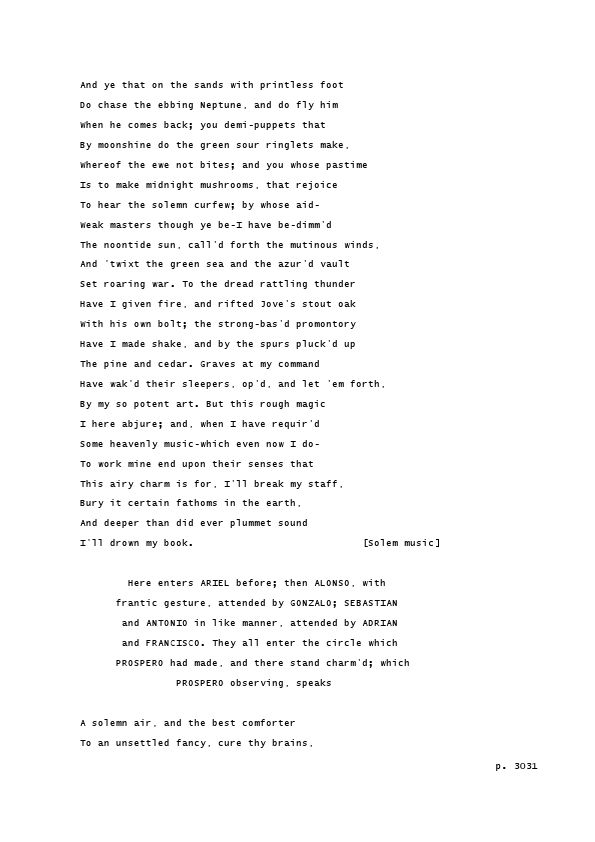 And ye that on the sands with printless foot
Do chase the ebbing Neptune, and do fly him
When he comes back; you demi-puppets that
By moonshine do the green sour ringlets make,
Whereof the ewe not bites; and you whose pastime
Is to make midnight mushrooms, that rejoice
To hear the solemn curfew; by whose aid-
Weak masters though ye be-I have be-dimm'd
The noontide sun, call'd forth the mutinous winds,
And 'twixt the green sea and the azur'd vault
Set roaring war. To the dread rattling thunder
Have I given fire, and rifted Jove's stout oak
With his own bolt; the strong-bas'd promontory
Have I made shake, and by the spurs pluck'd up
The pine and cedar. Graves at my command
Have wak'd their sleepers, op'd, and let 'em forth,
By my so potent art. But this rough magic
I here abjure; and, when I have requir'd
Some heavenly music-which even now I do-
To work mine end upon their senses that
This airy charm is for, I'll break my staff,
Bury it certain fathoms in the earth,
And deeper than did ever plummet sound
I'll drown my book. [Solem music]
Here enters ARIEL before; then ALONSO, with
frantic gesture, attended by GONZALO; SEBASTIAN
and ANTONIO in like manner, attended by ADRIAN
and FRANCISCO. They all enter the circle which
PROSPERO had made, and there stand charm'd; which
PROSPERO observing, speaks
A solemn air, and the best comforter
To an unsettled fancy, cure thy brains,
p. 3031